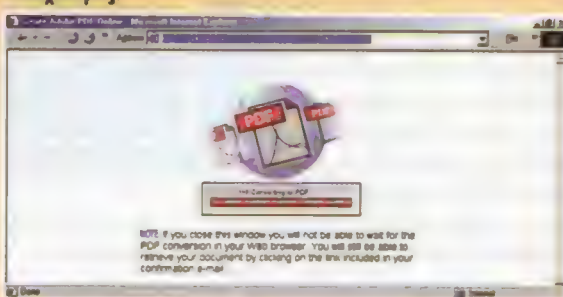 Create Adobe PDF Online - Microsoft Internet Explorer
Address
PDF
PDF
Converting to PDF
NOTE: If you close this window you will not be able to wait for the
PDF conversion in your Web browser. You will still be able to
retrieve your document by clicking on the link included in your
confirmation e-mail
Done